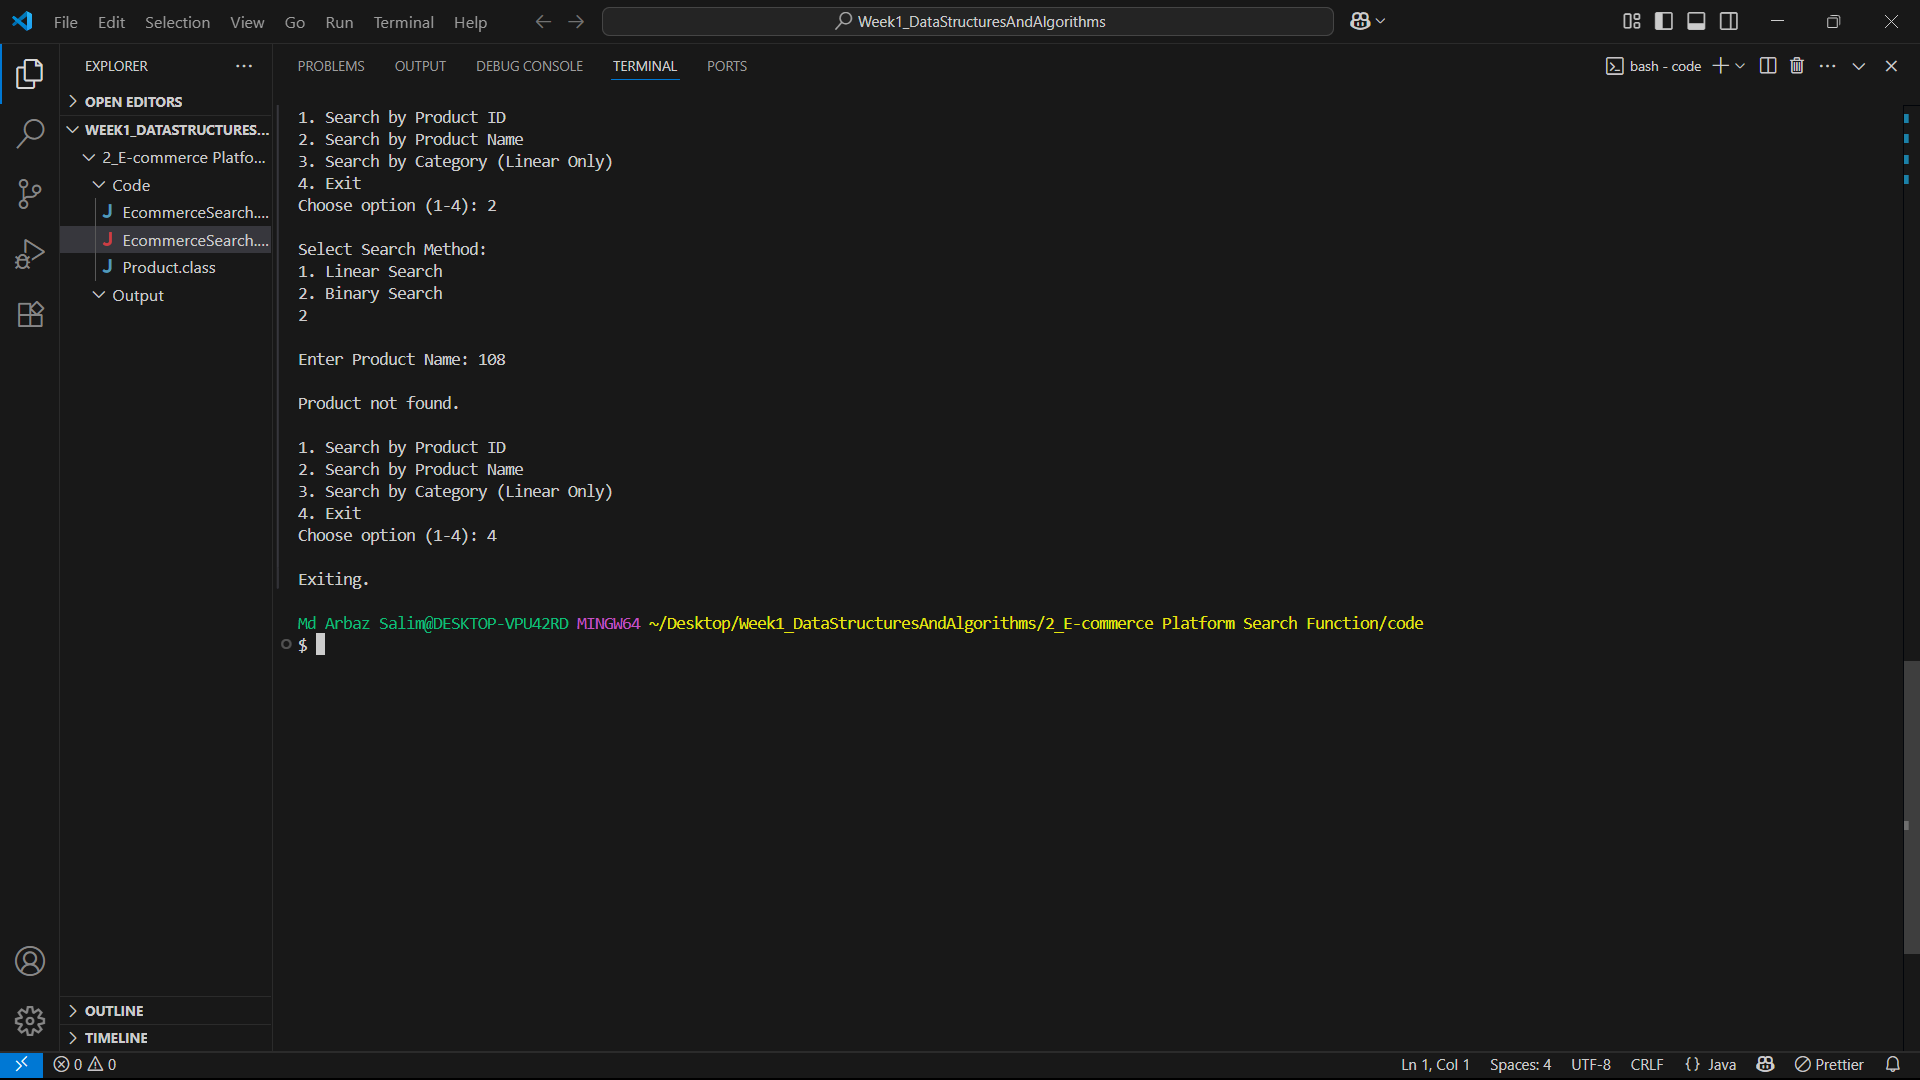 File Edit Selection View Go Run Terminal Help
Week1_DataStructuresAndAlgorithms
EXPLORER
OPEN EDITORS
WEEK1_DATASTRUCTURES...
2_E-commerce Platfo...
Code
J EcommerceSearch....
J EcommerceSearch....
J Product.class
Output
OUTLINE
TIMELINE
PROBLEMS OUTPUT DEBUG CONSOLE TERMINAL PORTS
bash - code
1. Search by Product ID
2. Search by Product Name
3. Search by Category (Linear Only)
4. Exit
Choose option (1-4): 2
Select Search Method:
1. Linear Search
2. Binary Search
2
Enter Product Name: 108
Product not found.
1. Search by Product ID
2. Search by Product Name
3. Search by Category (Linear Only)
4. Exit
Choose option (1-4): 4
Exiting.
Md Arbaz Salim@DESKTOP-VPU42RD MINGW64 ~/Desktop/Week1_DataStructuresAndAlgorithms/2_E-commerce Platform Search Function/code
$
0 0
Ln 1, Col 1 Spaces: 4 UTF-8 CRLF {} Java Prettier